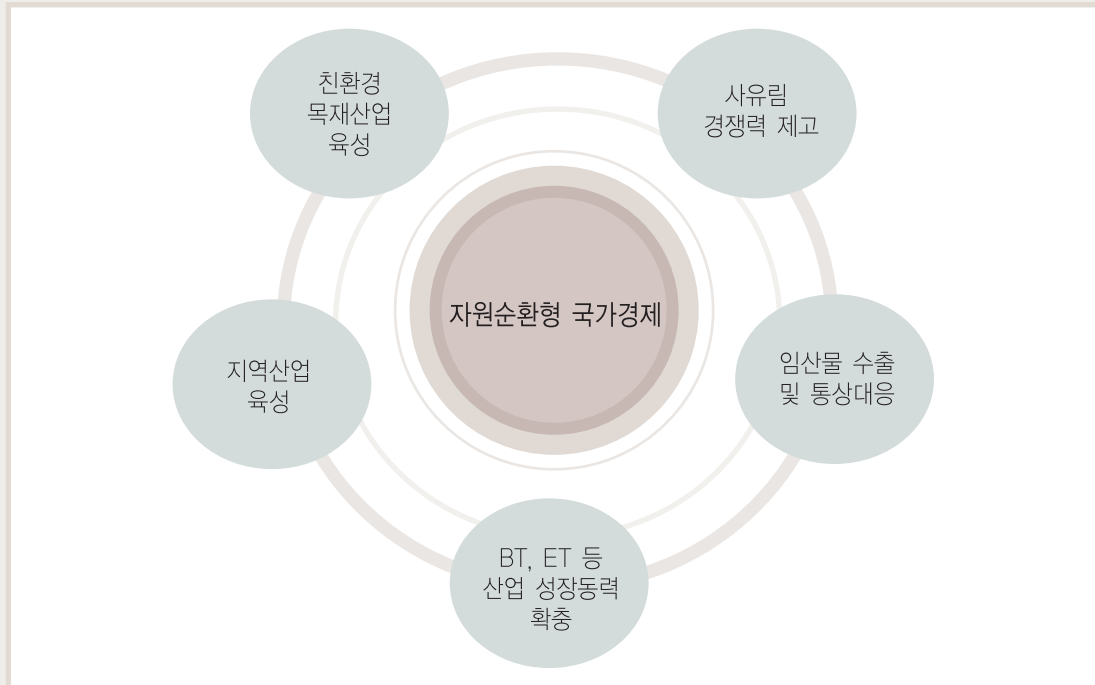 친환경
목재산업
육성
사유림
경쟁력 제고
자원순환형 국가경제
지역산업
육성
임산물 수출
및 통상대응
BT, ET 등
산업 성장동력
확충